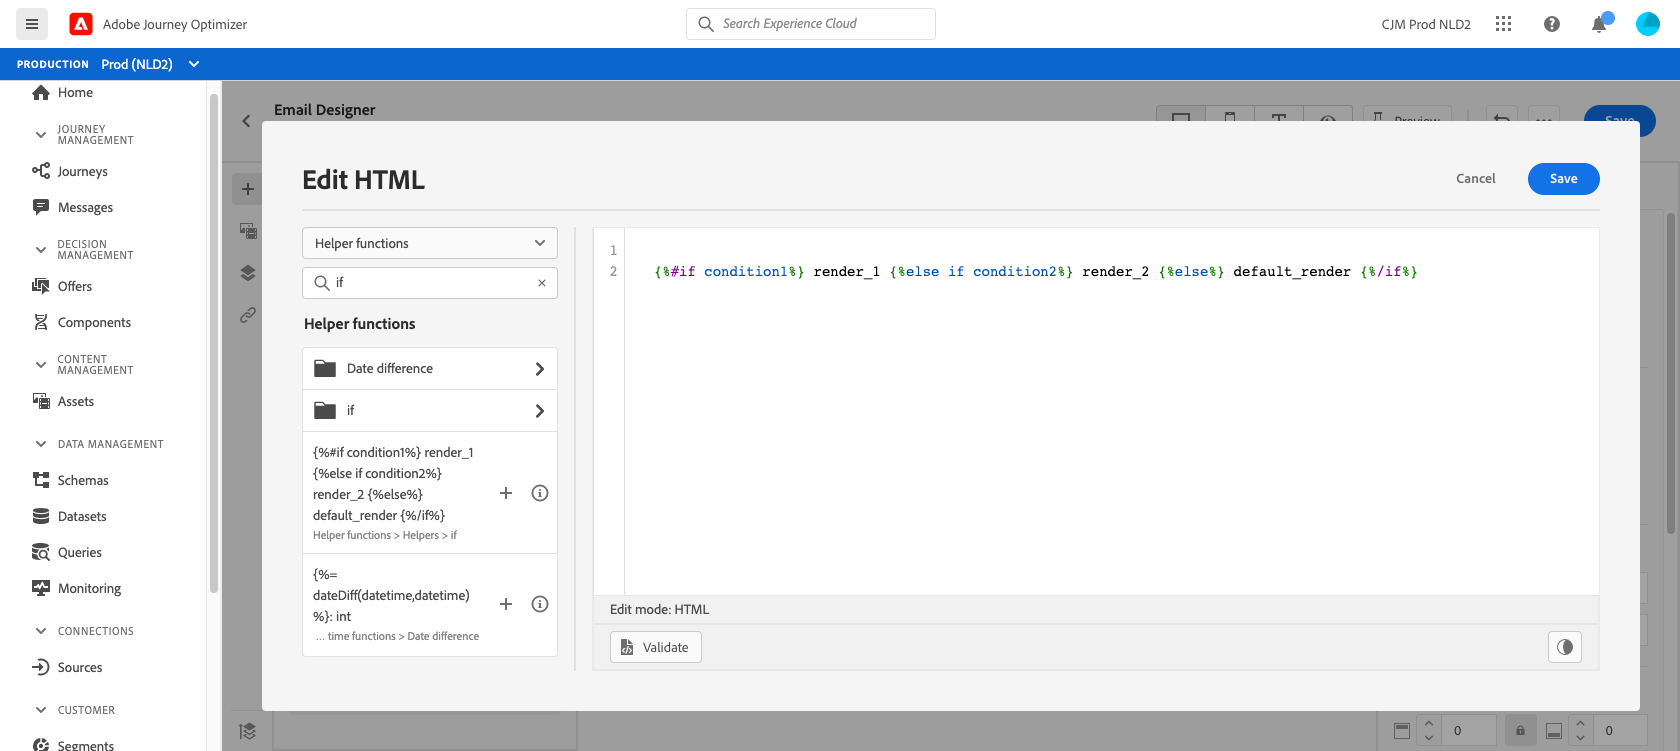 Adobe Journey Optimizer
Search Experience Cloud
CJM Prod NLD2
PRODUCTION Prod (NLD2)
Home
JOURNEY
MANAGEMENT
Journeys
Messages
DECISION
MANAGEMENT
Offers
Components
CONTENT
MANAGEMENT
Assets
DATA MANAGEMENT
Schemas
Datasets
Queries
Monitoring
CONNECTIONS
Sources
CUSTOMER
Segments
Email Designer
Preview
Save
Edit HTML
Cancel
Save
Helper functions
if
Helper functions
Date difference
if
{%#if condition1%} render_1
{%else if condition2%}
render_2 {%else%}
default_render {%/if%}
Helper functions > Helpers > if
{%=
dateDiff(datetime,datetime)
%}: int
... time functions > Date difference
1
2 {%#if condition1%} render_1 {%else if condition2%} render_2 {%else%} default_render {%/if%}
Edit mode: HTML
Validate
0
0